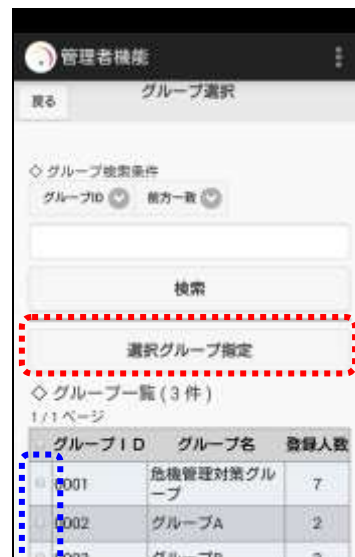 管理者機能
戻る
グループ選択
◇ グループ検索条件
グループID 前方一致
検索
選択グループ指定
◇ グループ一覧(3件)
1/1ページ
グループID グループ名 登録人数
0001 危機管理対策グループ 7
0002 グループA 2